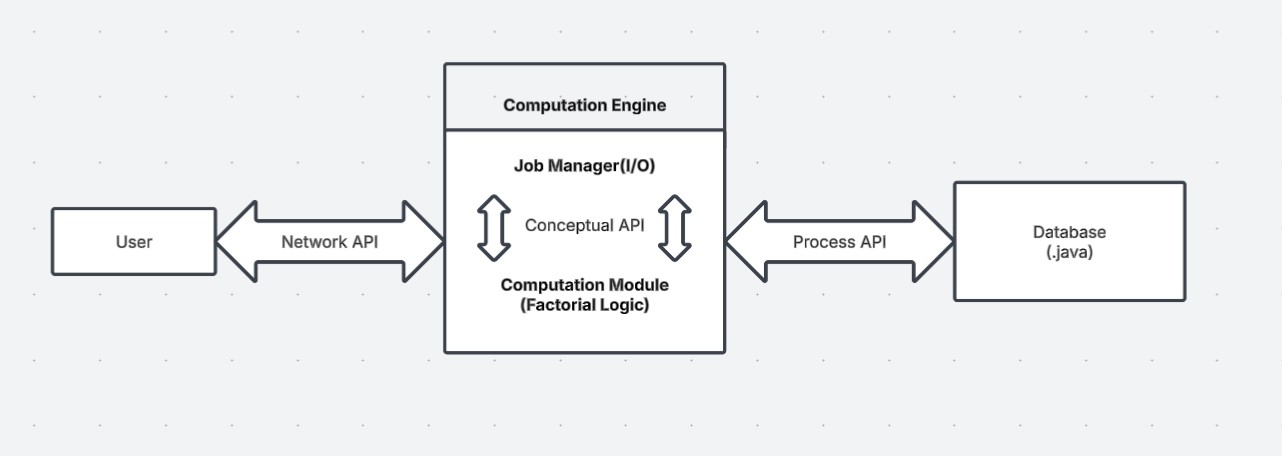 Computation Engine
Job Manager(I/O)
User
Network API
Conceptual API
Process API
Database
(.java)
Computation Module
(Factorial Logic)